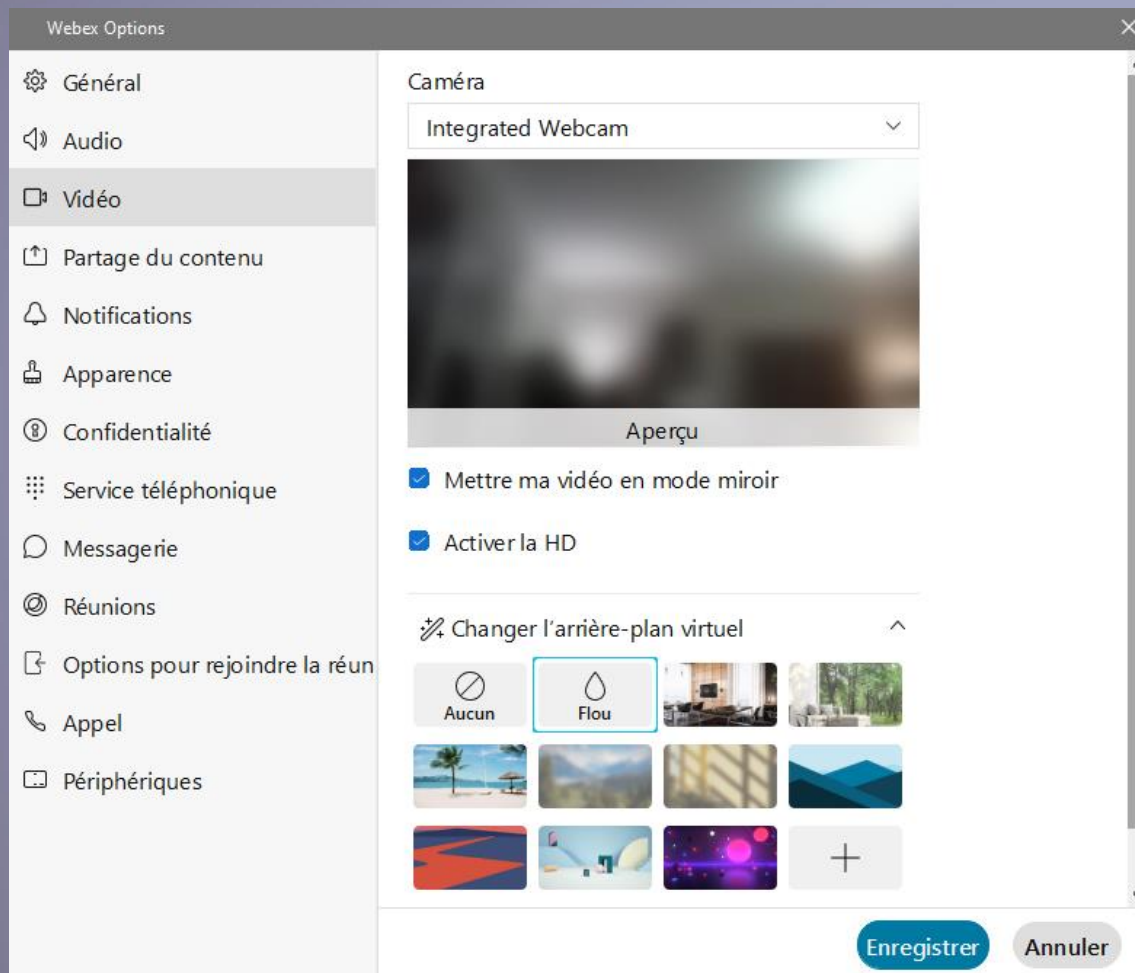 Webex Options
Général
Audio
Vidéo
Partage du contenu
Notifications
Apparence
Confidentialité
Service téléphonique
Messagerie
Réunions
Options pour rejoindre la réun
Appel
Périphériques
Caméra
Integrated Webcam
Aperçu
Mettre ma vidéo en mode miroir
Activer la HD
Changer l’arrière-plan virtuel
Aucun
Flou
Enregistrer
Annuler